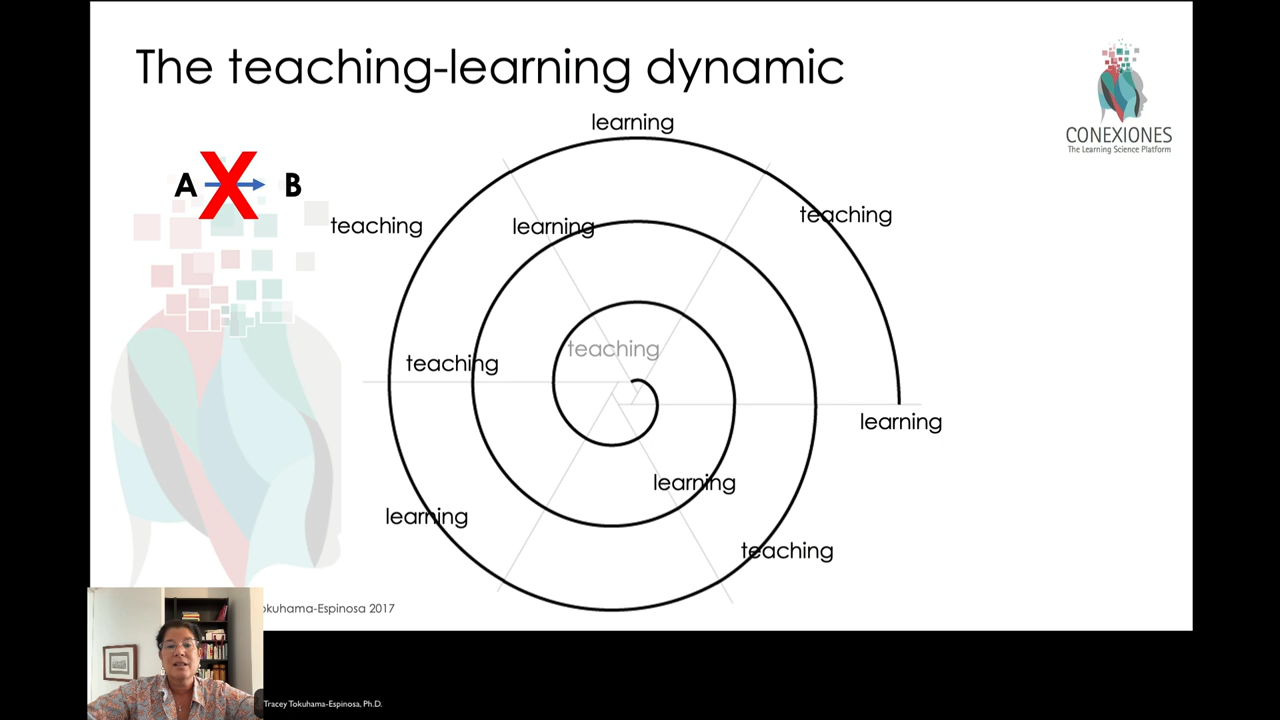 The teaching-learning dynamic
CONEXIONES
The Learning Science Platform
A X B
learning
teaching
teaching
learning
teaching
teaching
learning
learning
learning
teaching
okuhama-Espinosa 2017
Tracey Tokuhama-Espinosa, Ph.D.